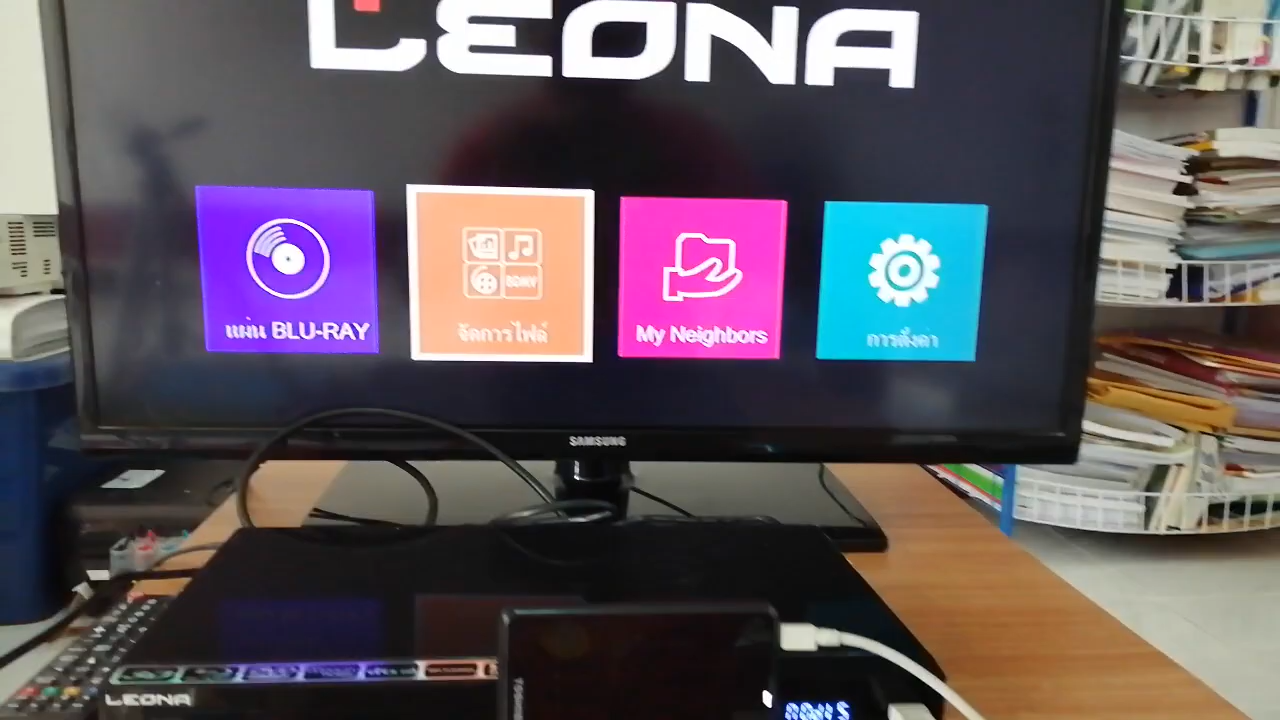 LEONA
แผ่น BLU-RAY
จัดการไฟล์
BDMV
My Neighbors
การตั้งค่า
SAMSUNG
LEONA